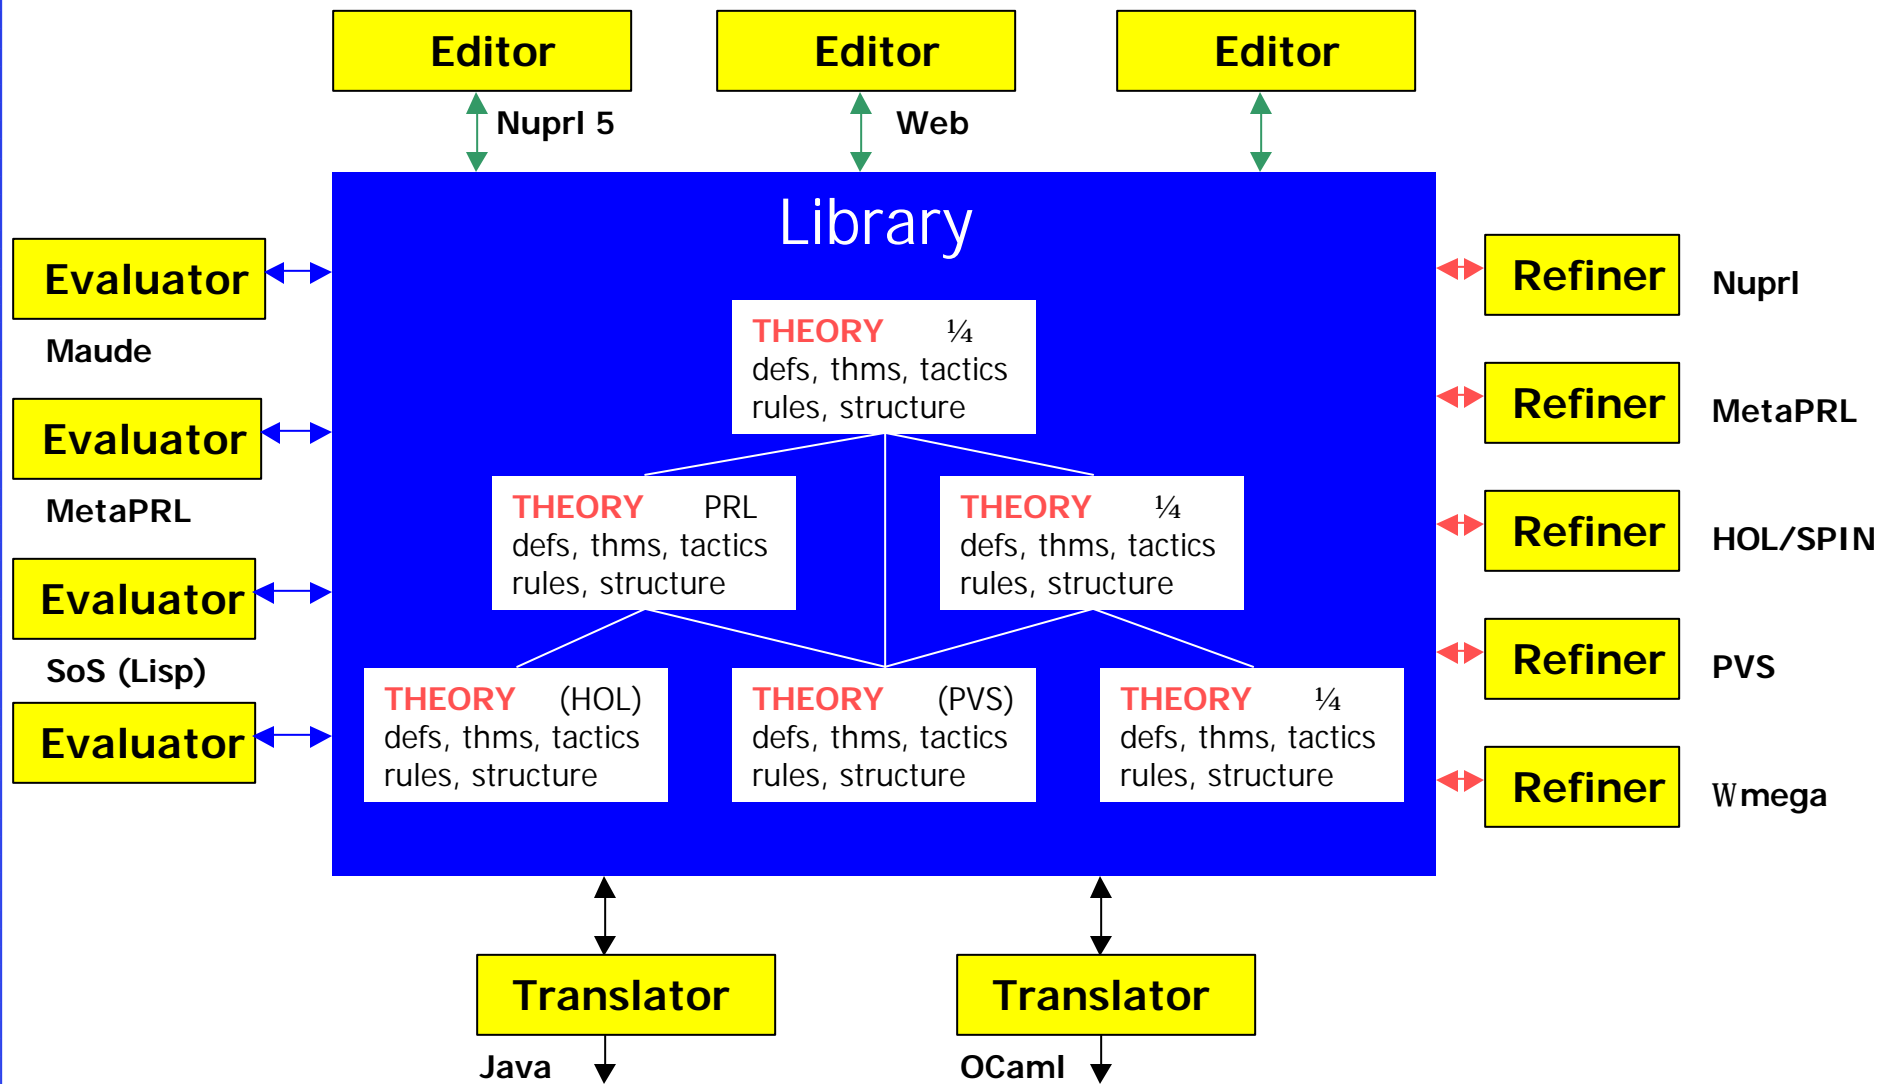 Editor
Editor
Editor
Nuprl 5
Web
Library
Evaluator
Maude
Evaluator
MetaPRL
Evaluator
SoS (Lisp)
Evaluator
THEORY ¼
defs, thms, tactics
rules, structure
THEORY PRL
defs, thms, tactics
rules, structure
THEORY ¼
defs, thms, tactics
rules, structure
THEORY (HOL)
defs, thms, tactics
rules, structure
THEORY (PVS)
defs, thms, tactics
rules, structure
THEORY ¼
defs, thms, tactics
rules, structure
Refiner Nuprl
Refiner MetaPRL
Refiner HOL/SPIN
Refiner PVS
Refiner Wmega
Translator
Translator
Java
OCaml